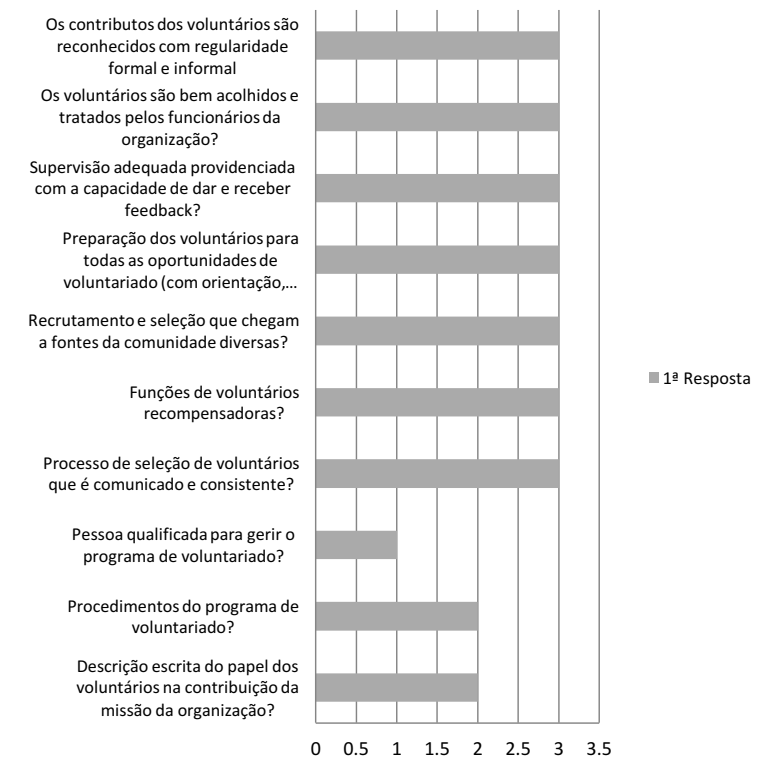 Os contributos dos voluntários são
reconhecidos com regularidade
formal e informal
Os voluntários são bem acolhidos e
tratados pelos funcionários da
organização?
Supervisão adequada providenciada
com a capacidade de dar e receber
feedback?
Preparação dos voluntários para
todas as oportunidades de
voluntariado (com orientação,...
Recrutamento e seleção que chegam
a fontes da comunidade diversas?
Funções de voluntários
recompensadoras?
Processo de seleção de voluntários
que é comunicado e consistente?
Pessoa qualificada para gerir o
programa de voluntariado?
Procedimentos do programa de
voluntariado?
Descrição escrita do papel dos
voluntários na contribuição da
missão da organização?
0 0.5 1 1.5 2 2.5 3 3.5
1ª Resposta